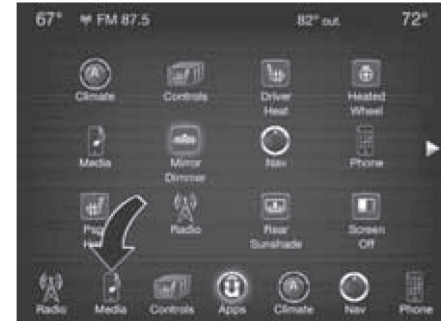 67° FM 87.5 82° out 72°
Climate Controls Driver Heat Heated Wheel
Media Mirror Dimmer Nav Phone
Psg Radio Rear Sunshade Screen Off
Radio Media Controls Apps Climate Nav Phone